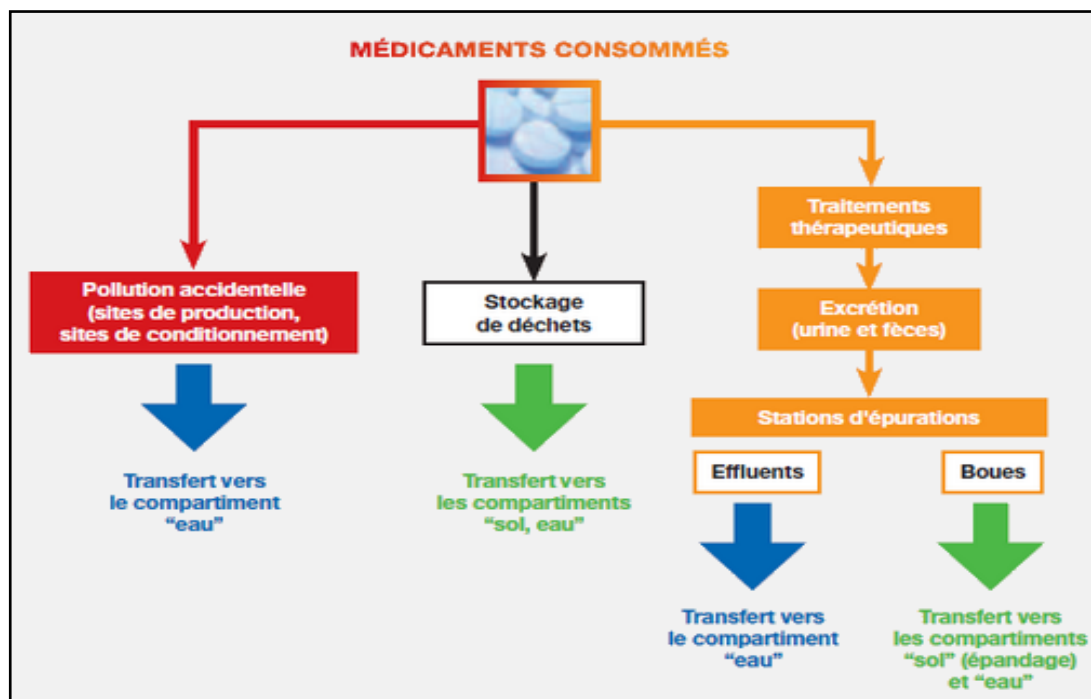 MÉDICAMENTS CONSOMMÉS
Pollution accidentelle
(sites de production,
sites de conditionnement)
Transfert vers
le compartiment
“eau”
Stockage
de déchets
Transfert vers
les compartiments
“sol, eau”
Traitements
thérapeutiques
Excrétion
(urine et fèces)
Stations d'épurations
Effluents
Transfert vers
le compartiment
“eau”
Boues
Transfert vers
les compartiments
“sol” (épandage)
et “eau”